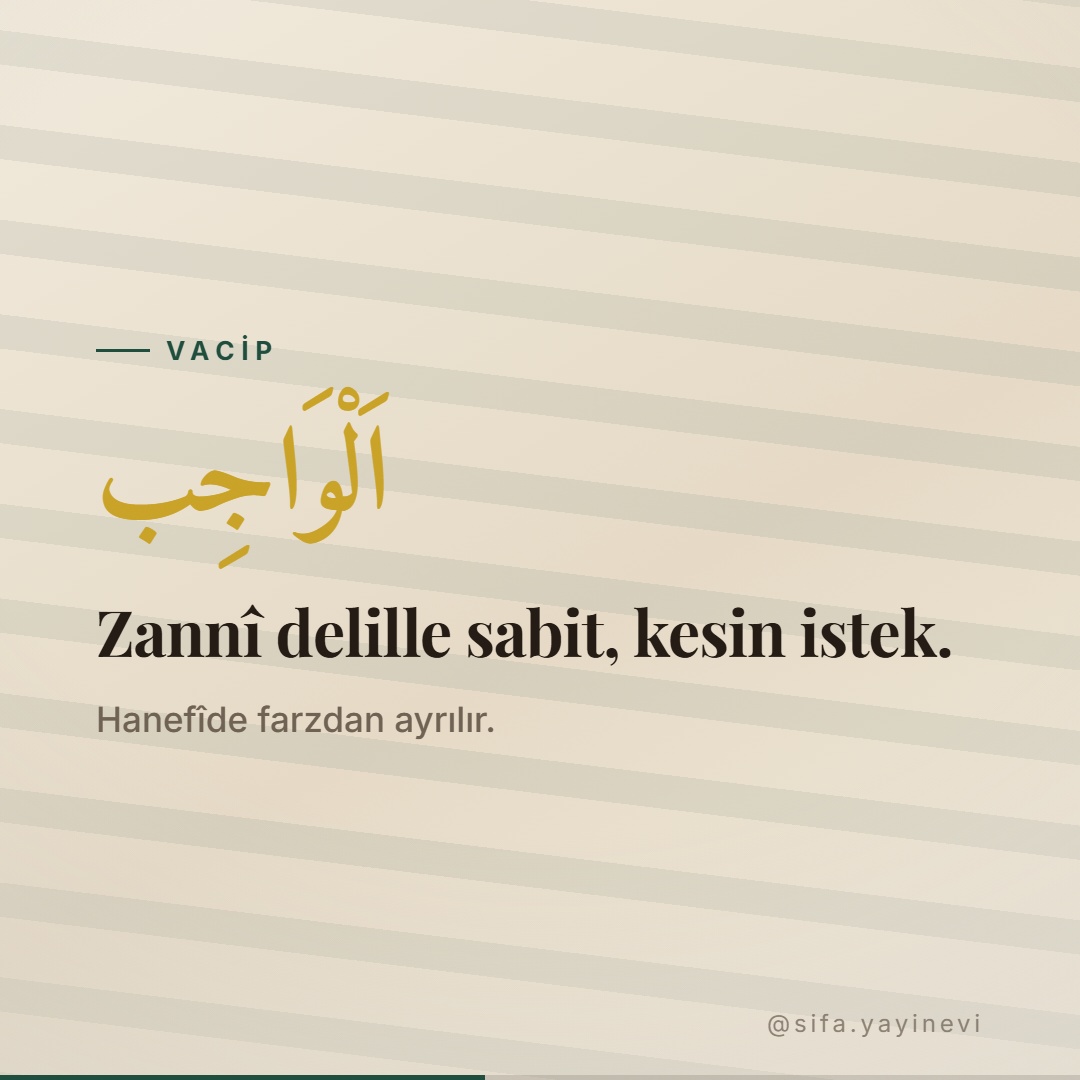 VACİP
اَلْوَاجِب
Zannî delille sabit, kesin istek.
Hanefîde farzdan ayrılır.
@sifa.yayinevi